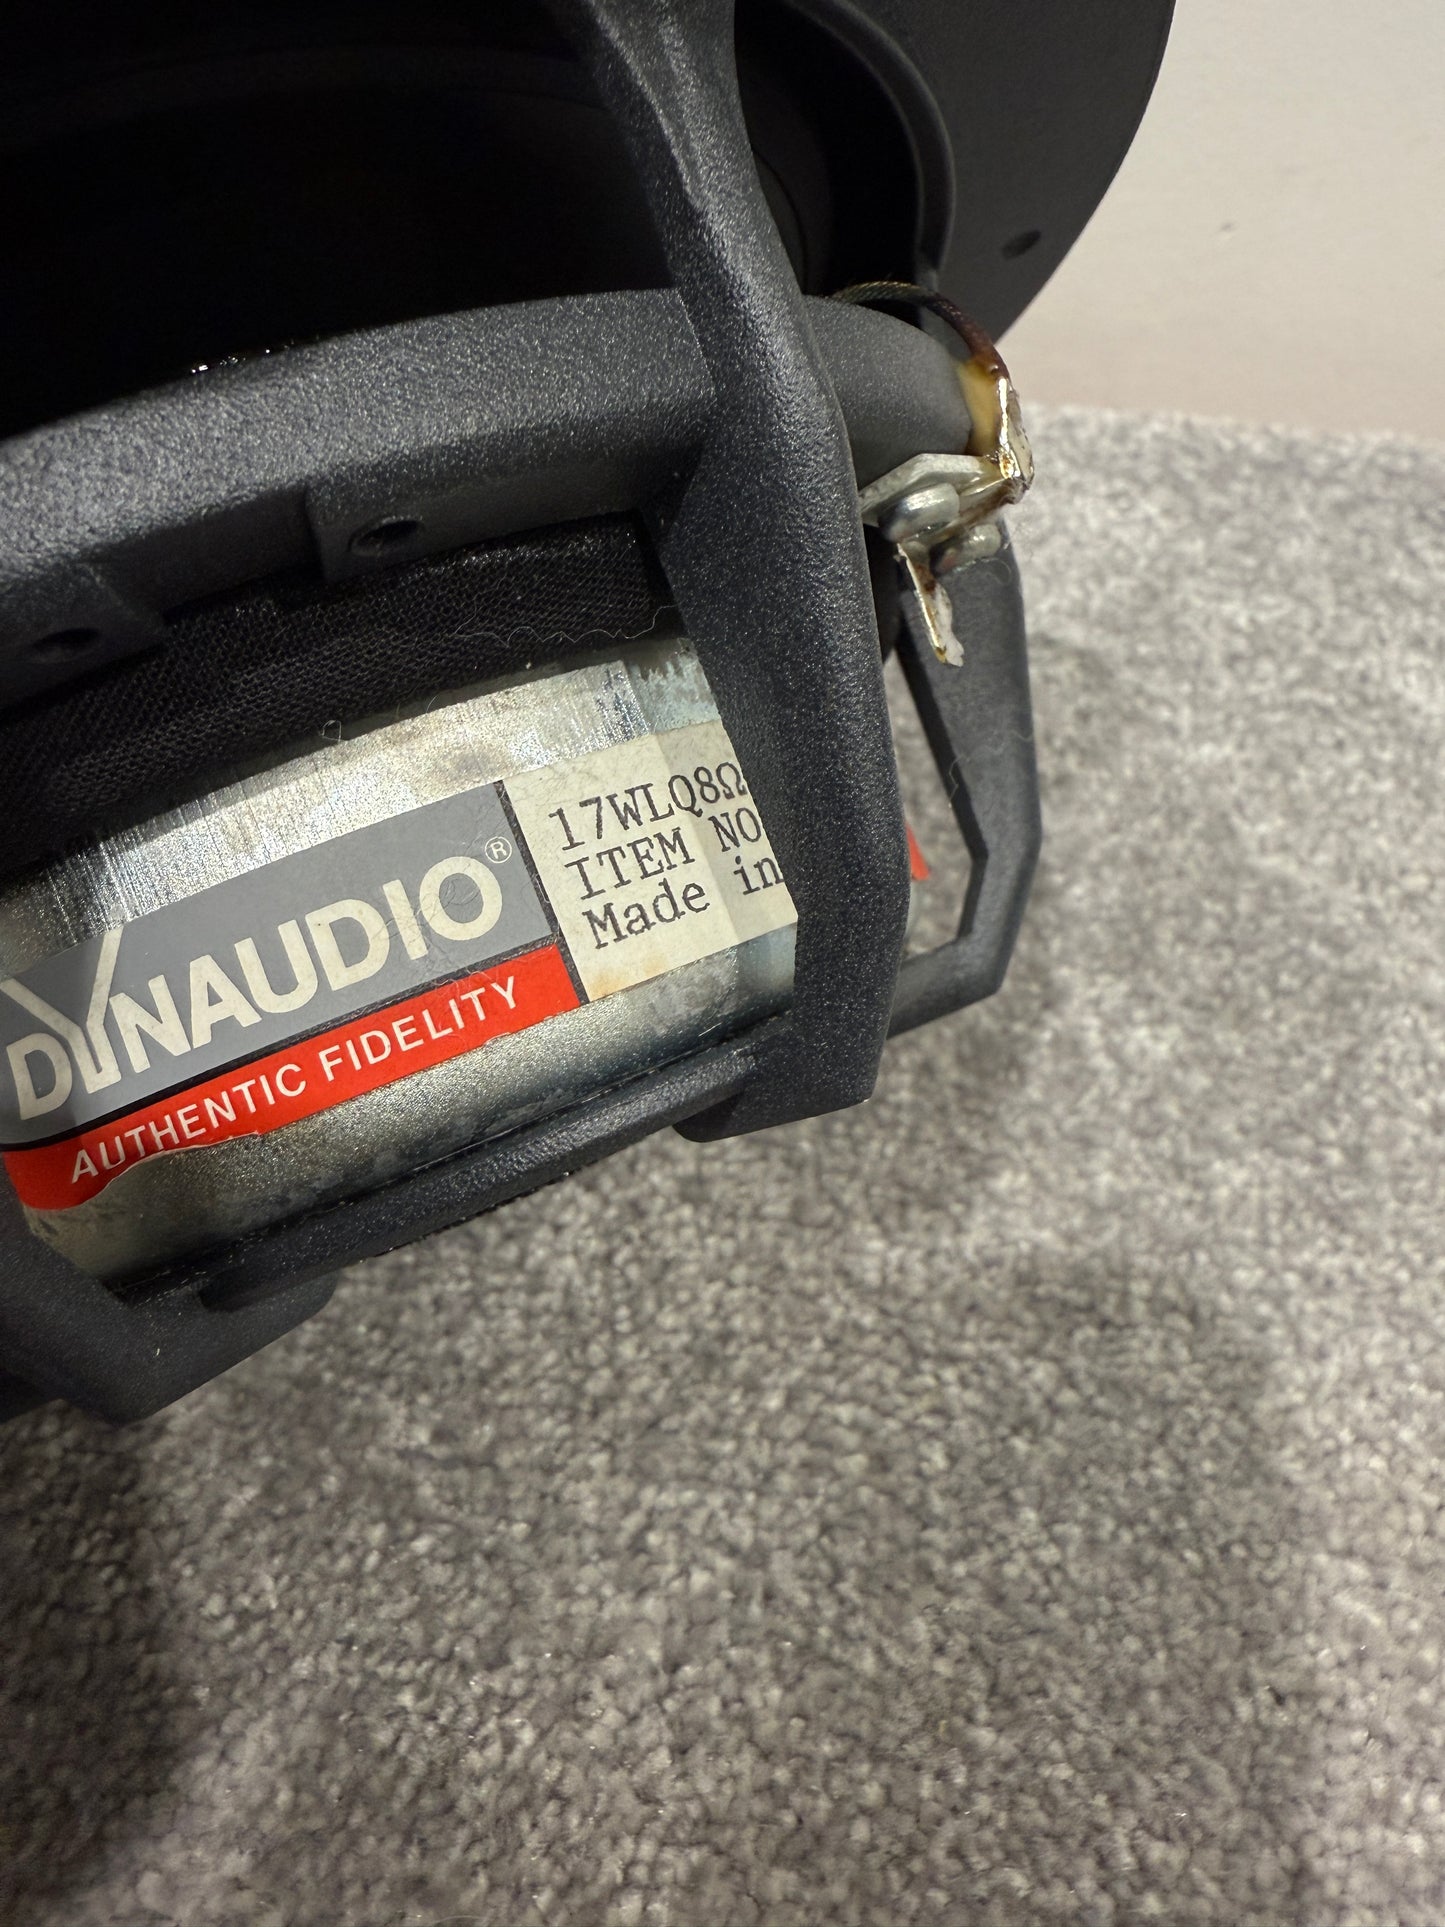 DYNAUDIO®
AUTHENTIC FIDELITY
17WLQ8Ω
ITEM NO
Made in